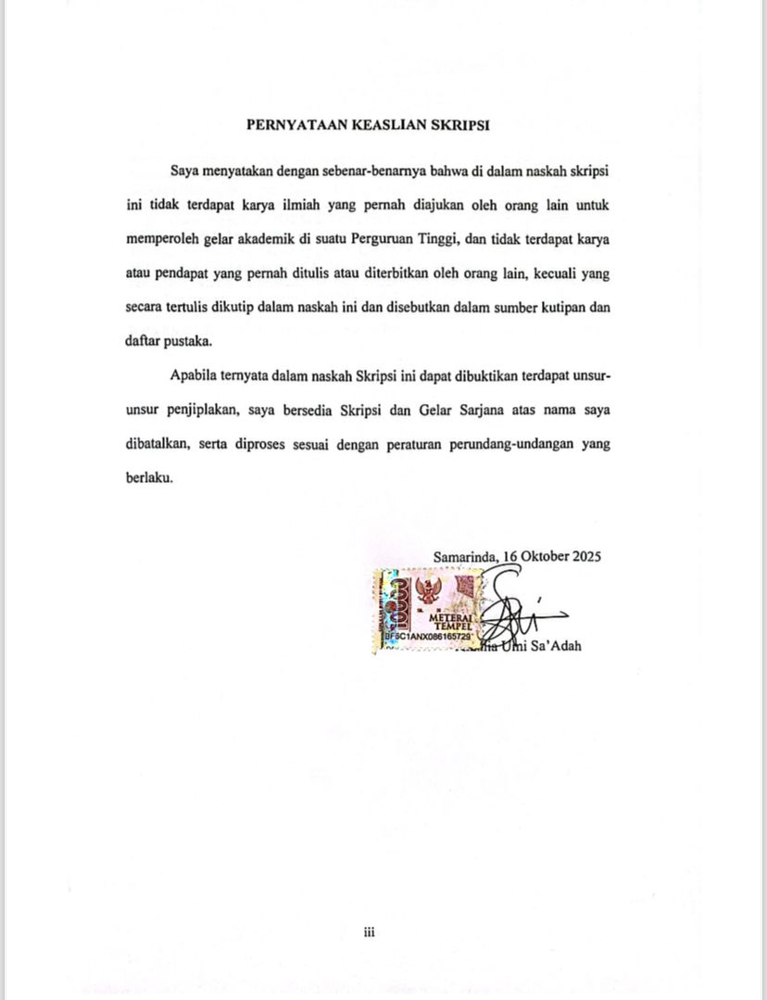 PERNYATAAN KEASLIAN SKRIPSI
Saya menyatakan dengan sebenar-benarnya bahwa di dalam naskah skripsi
ini tidak terdapat karya ilmiah yang pernah diajukan oleh orang lain untuk
memperoleh gelar akademik di suatu Perguruan Tinggi, dan tidak terdapat karya
atau pendapat yang pernah ditulis atau diterbitkan oleh orang lain, kecuali yang
secara tertulis dikutip dalam naskah ini dan disebutkan dalam sumber kutipan dan
daftar pustaka.
Apabila ternyata dalam naskah Skripsi ini dapat dibuktikan terdapat unsur-
unsur penjiplakan, saya bersedia Skripsi dan Gelar Sarjana atas nama saya
dibatalkan, serta diproses sesuai dengan peraturan perundang-undangan yang
berlaku.
Samarinda, 16 Oktober 2025
METERAI
TEMPEL
Umi Sa'Adah
iii